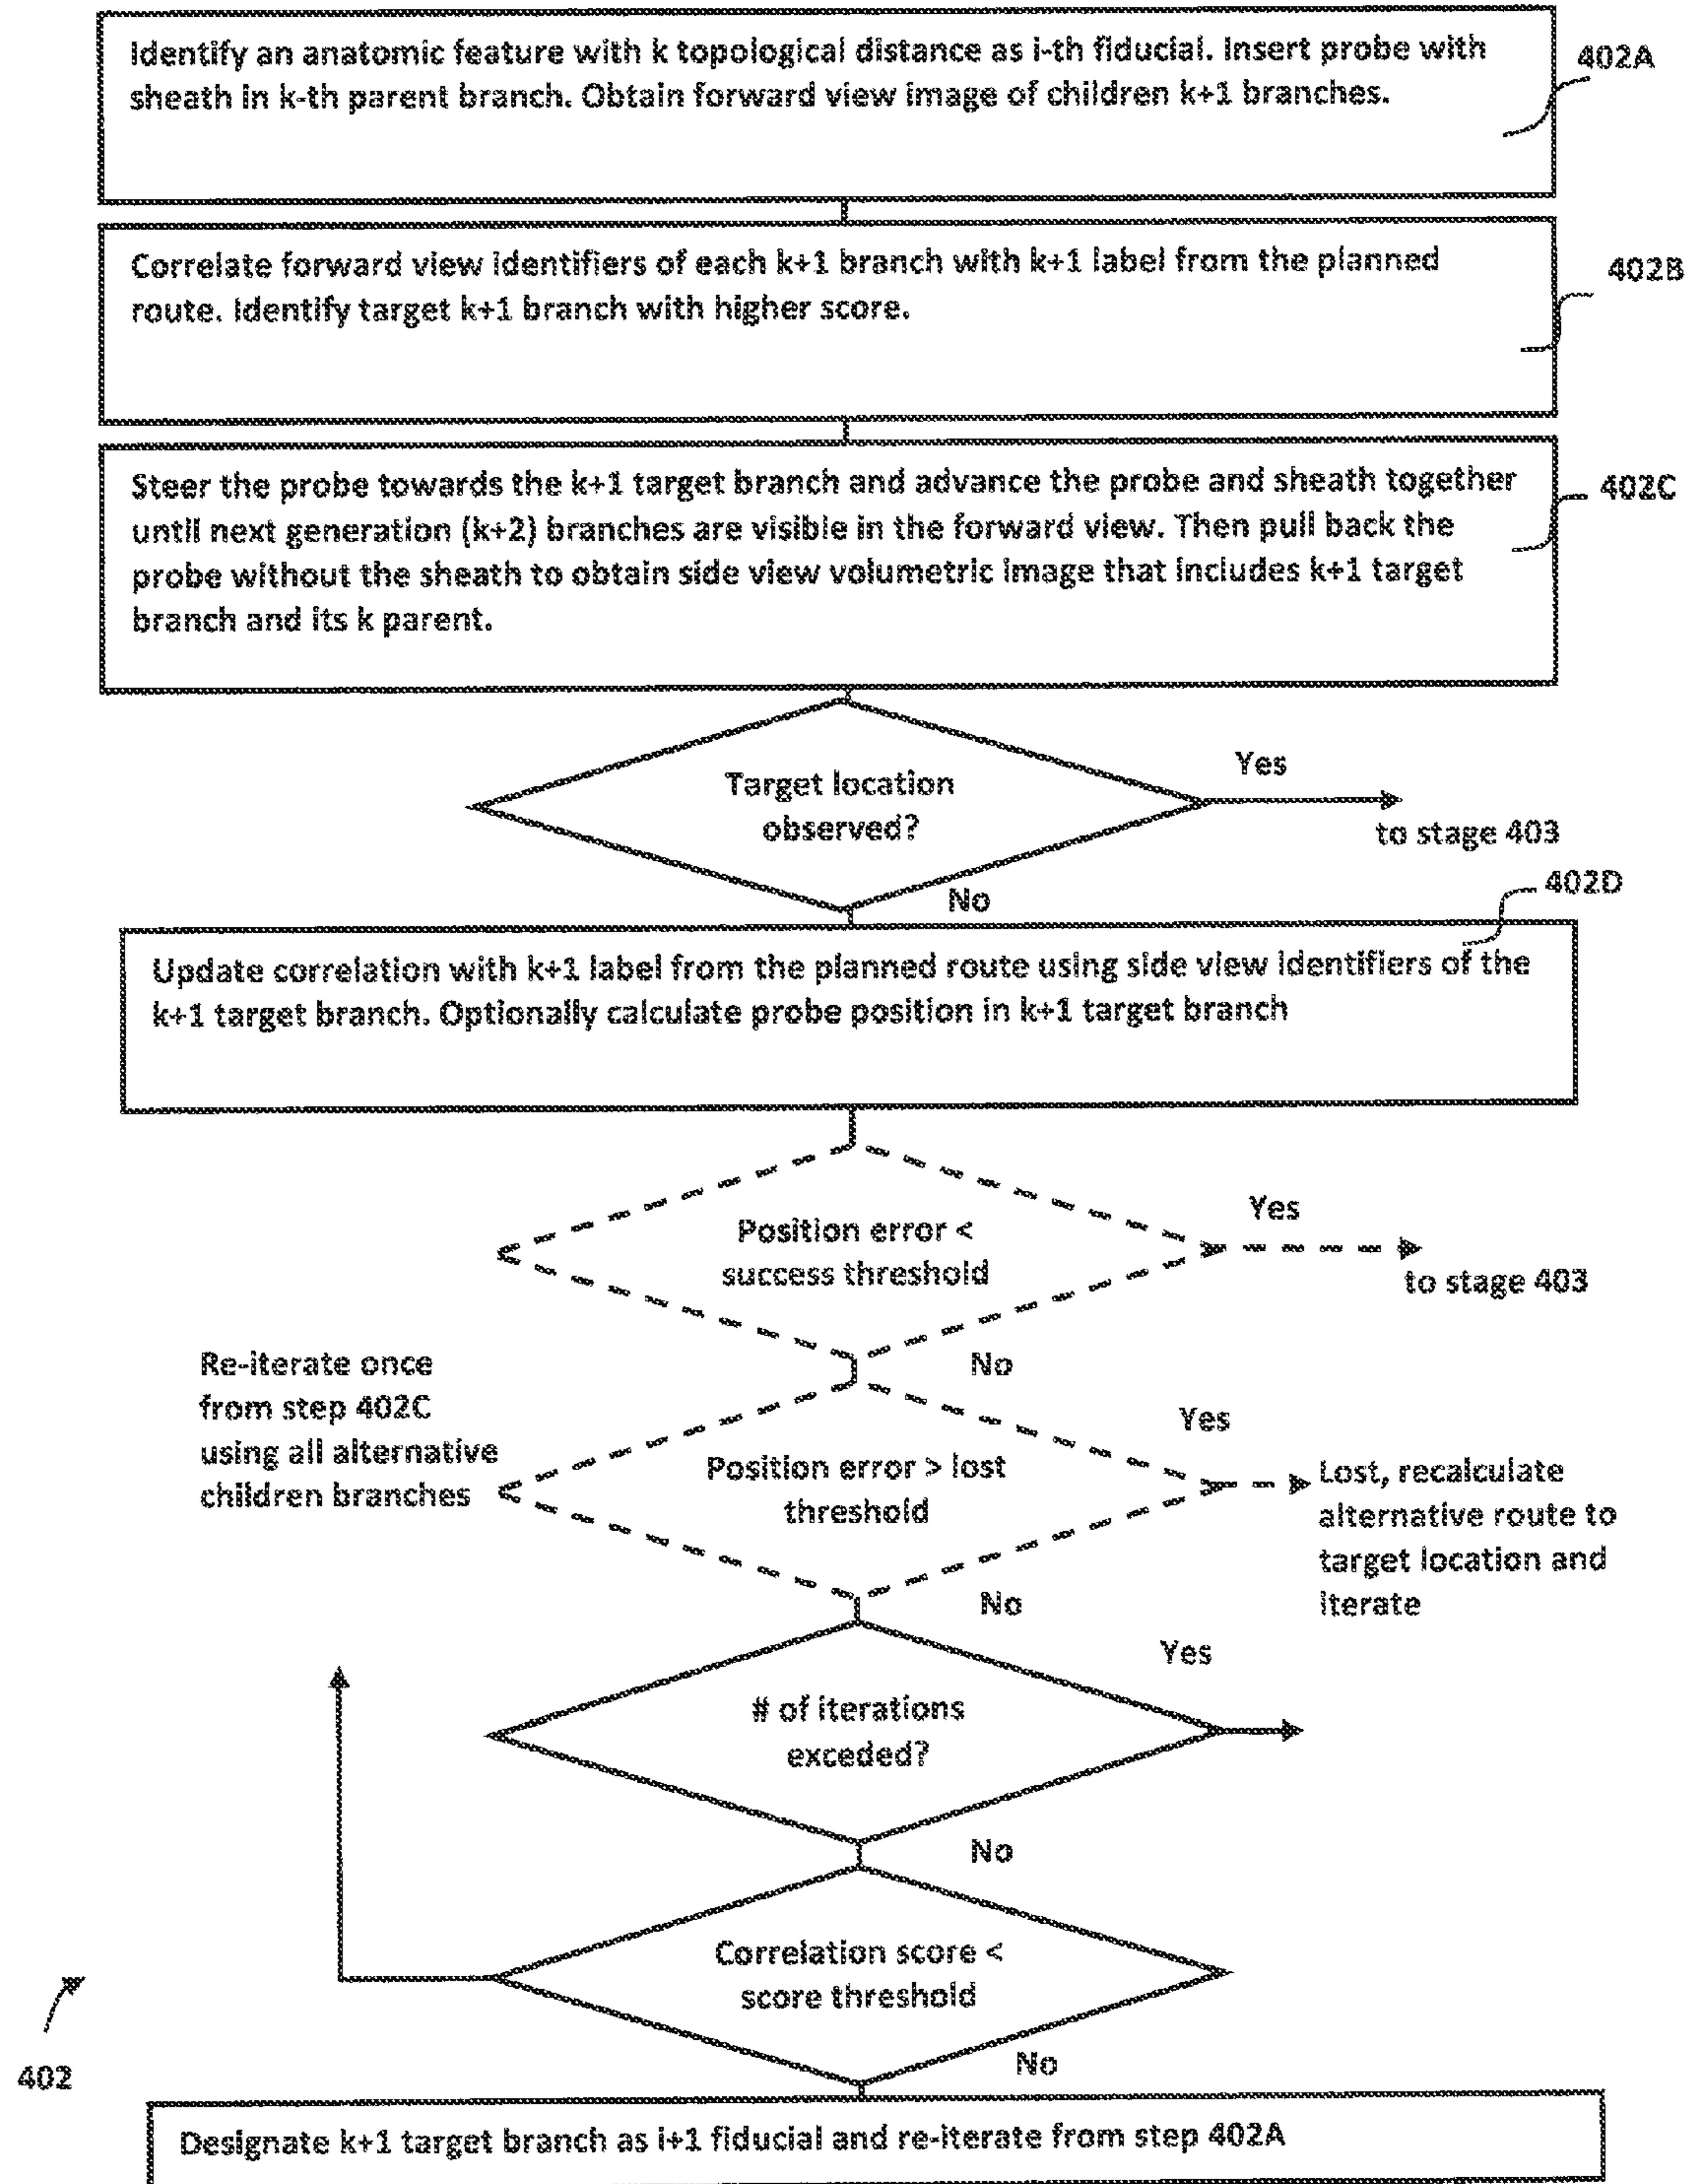 Identify an anatomic feature with k topological distance as i-th fiducial. Insert probe with
sheath in k-th parent branch. Obtain forward view image of children k+1 branches.
402A
Correlate forward view identifiers of each k+1 branch with k+1 label from the planned
route. Identify target k+1 branch with higher score.
402B
Steer the probe towards the k+1 target branch and advance the probe and sheath together
until next generation (k+2) branches are visible in the forward view. Then pull back the
probe without the sheath to obtain side view volumetric image that includes k+1 target
branch and its k parent.
402C
Target location
observed?
Yes
to stage 403
No
402D
Update correlation with k+1 label from the planned route using side view identifiers of the
k+1 target branch. Optionally calculate probe position in k+1 target branch
Position error <
success threshold
Yes
to stage 403
No
Re-iterate once
from step 402C
using all alternative
children branches
Position error > lost
threshold
Yes
Lost, recalculate
alternative route to
target location and
iterate
No
# of iterations
exceded?
Yes
No
Correlation score <
score threshold
No
402
Designate k+1 target branch as i+1 fiducial and re-iterate from step 402A